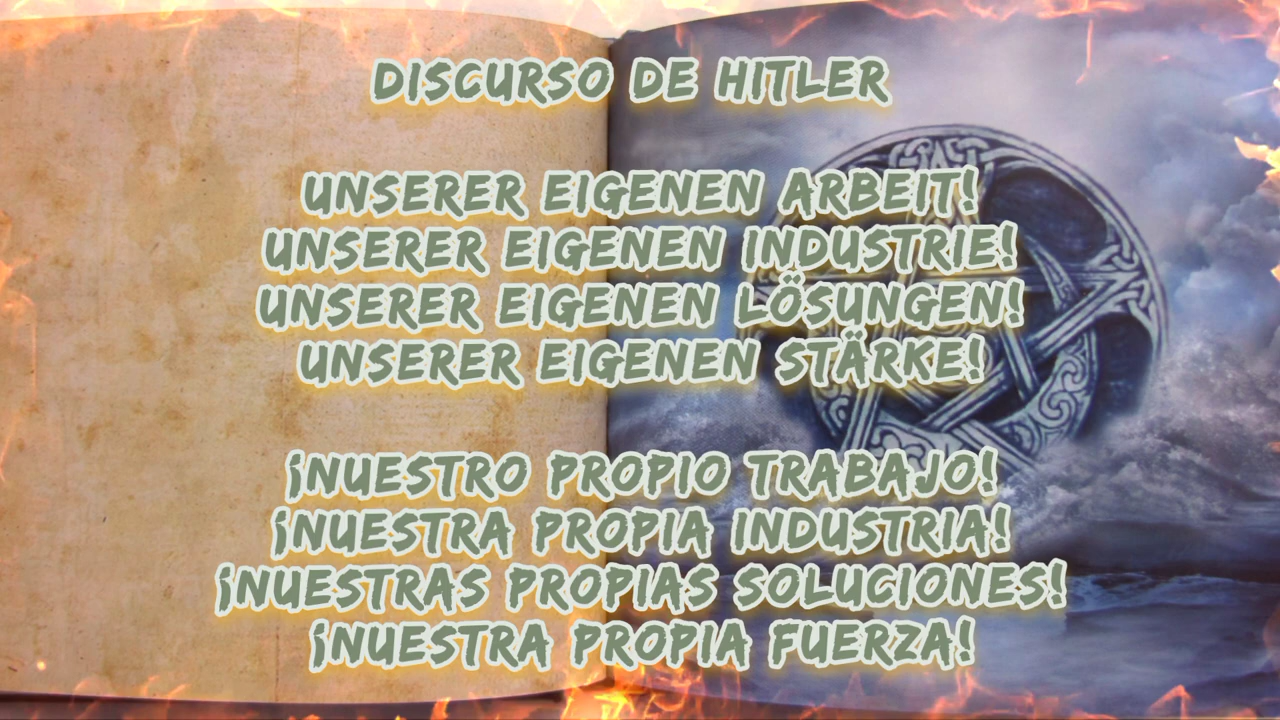 DISCURSO DE HITLER
UNSERER EIGENEN ARBEIT!
UNSERER EIGENEN INDUSTRIE!
UNSERER EIGENEN LÖSUNGEN!
UNSERER EIGENEN STÄRKE!
¡NUESTRO PROPIO TRABAJO!
¡NUESTRA PROPIA INDUSTRIA!
¡NUESTRAS PROPIAS SOLUCIONES!
¡NUESTRA PROPIA FUERZA!